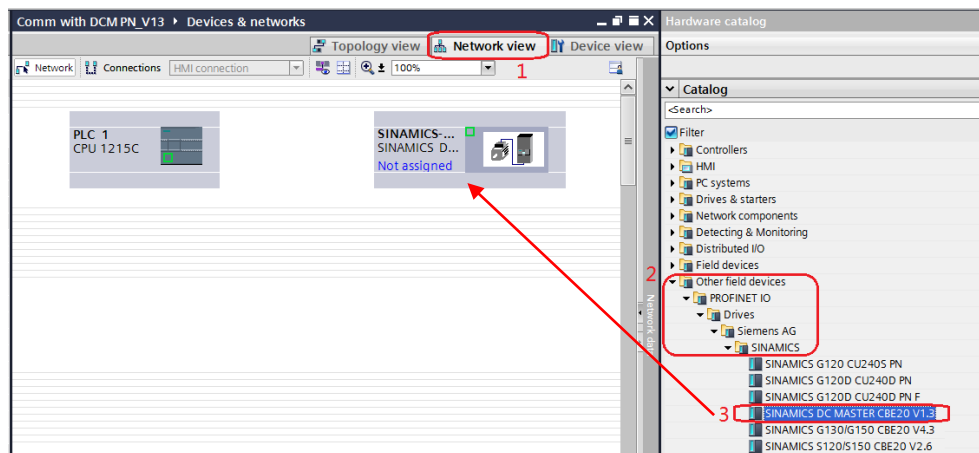 Comm with DCM PN_V13 ▸ Devices & networks
Topology view Network view Device view
Network Connections HMI connection 100%
1
PLC 1
CPU 1215C
SINAMICS-...
SINAMICS D...
Not assigned
2
Network dat
3
Hardware catalog
Options
Catalog
<Search>
Filter
Controllers
HMI
PC systems
Drives & starters
Network components
Detecting & Monitoring
Distributed I/O
Field devices
Other field devices
PROFINET IO
Drives
Siemens AG
SINAMICS
SINAMICS G120 CU240S PN
SINAMICS G120D CU240D PN
SINAMICS G120D CU240D PN F
SINAMICS DC MASTER CBE20 V1.3
SINAMICS G130/G150 CBE20 V4.3
SINAMICS S120/S150 CBE20 V2.6